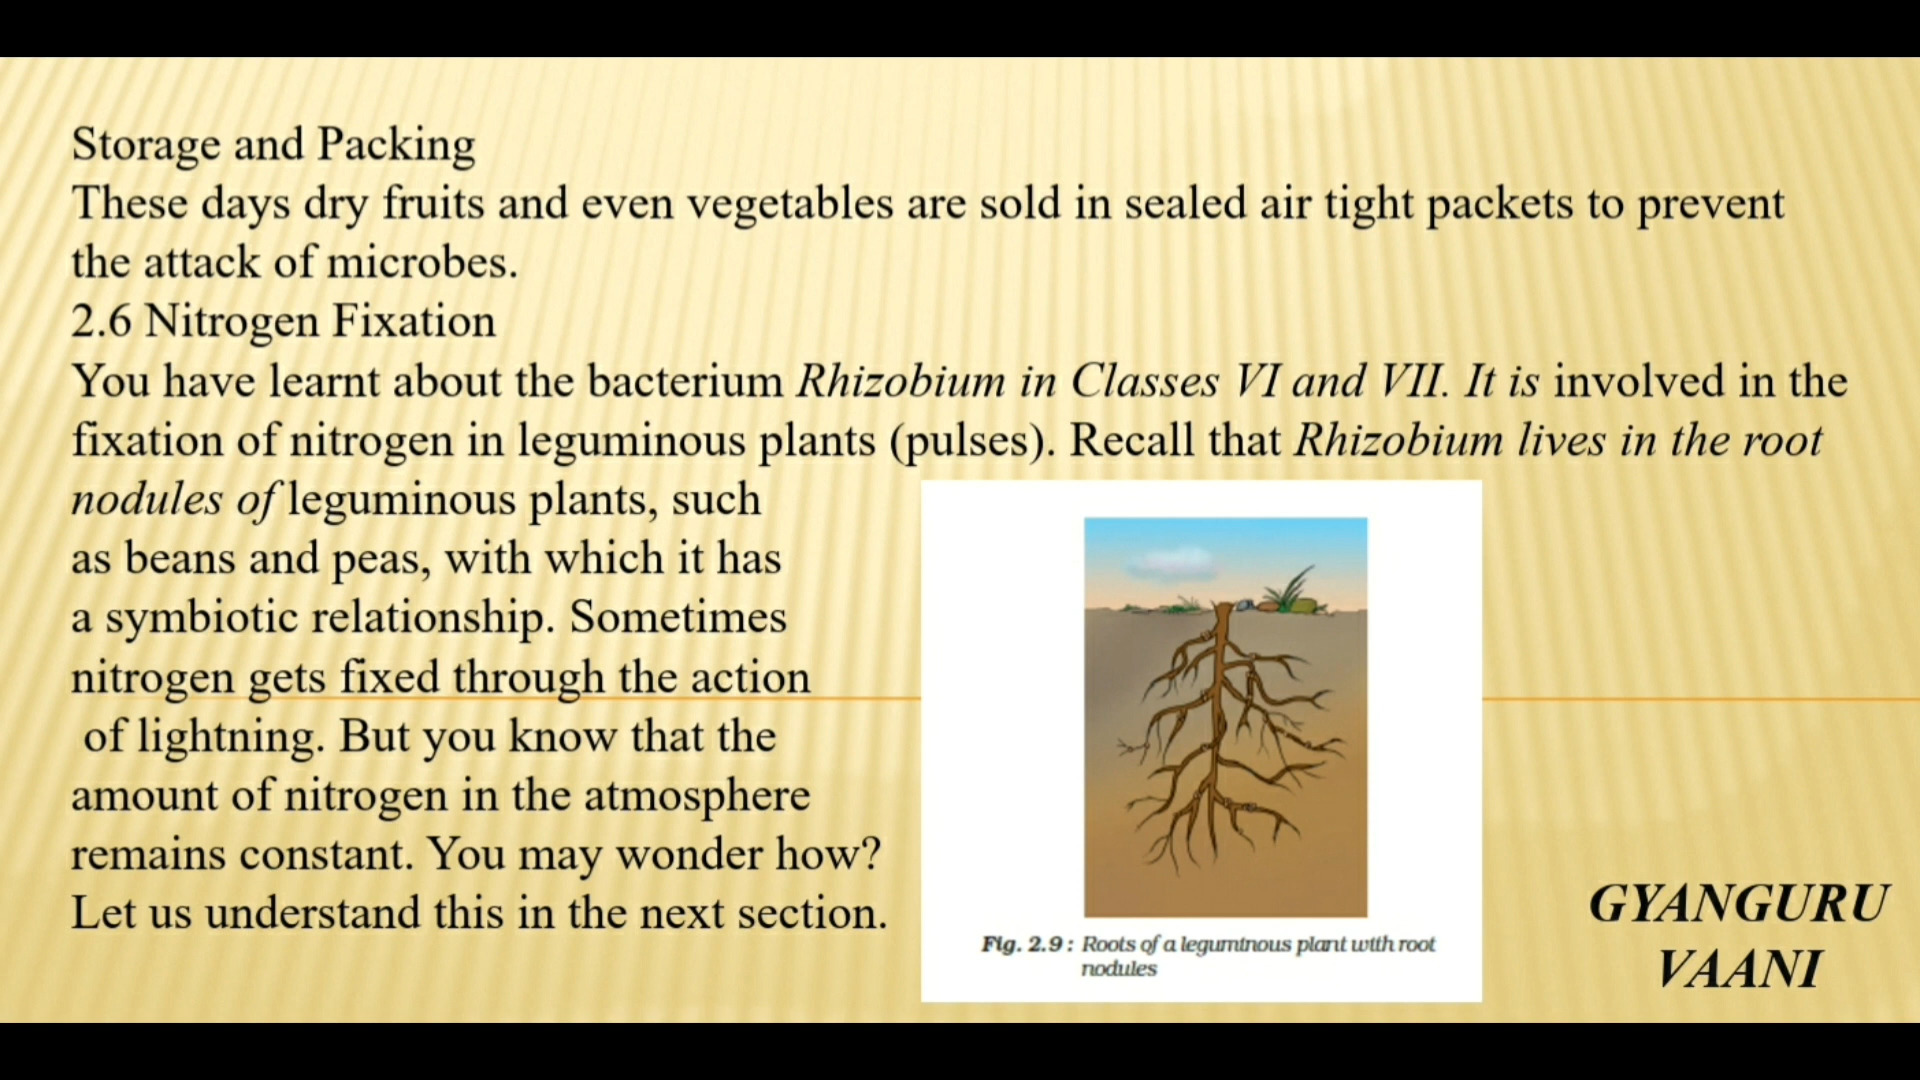 Storage and Packing
These days dry fruits and even vegetables are sold in sealed air tight packets to prevent
the attack of microbes.
2.6 Nitrogen Fixation
You have learnt about the bacterium Rhizobium in Classes VI and VII. It is involved in the
fixation of nitrogen in leguminous plants (pulses). Recall that Rhizobium lives in the root
nodules of leguminous plants, such
as beans and peas, with which it has
a symbiotic relationship. Sometimes
nitrogen gets fixed through the action
of lightning. But you know that the
amount of nitrogen in the atmosphere
remains constant. You may wonder how?
Let us understand this in the next section.
Fig. 2.9 : Roots of a leguminous plant with root
nodules
GYANGURU
VAANI